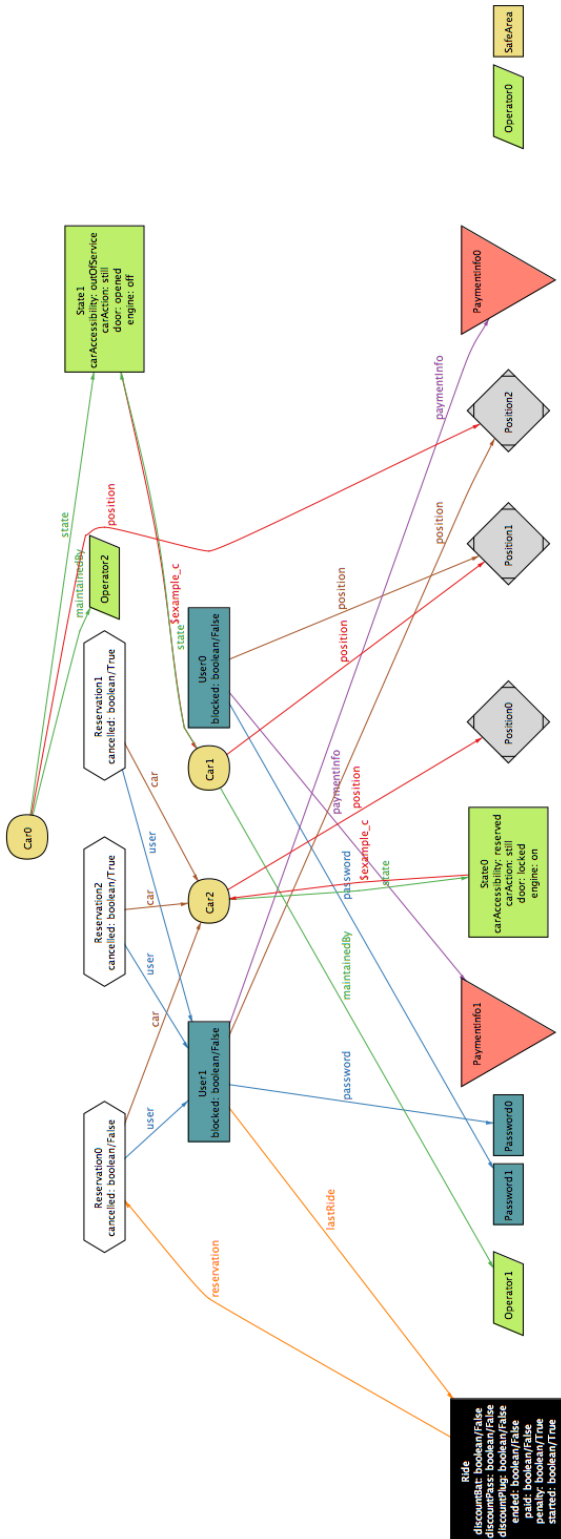 Car0
state
position
maintainedBy
State1
carAccessibility: outOfService
carAction: still
door: opened
engine: off
Operator2
Reservation0
cancelled: boolean/False
Reservation2
cancelled: boolean/True
Reservation1
cancelled: boolean/True
reservation
user
car
user
car
user
car
$example_c
state
User1
blocked: boolean/False
Car2
Car1
User0
blocked: boolean/False
lastRide
password
maintainedBy
password
$example_c
state
position
paymentInfo
position
position
position
paymentInfo
Ride
discountBat: boolean/False
discountPass: boolean/False
discountPlug: boolean/False
ended: boolean/False
paid: boolean/False
penalty: boolean/True
started: boolean/True
Operator1
Password1
Password0
PaymentInfo1
State0
carAccessibility: reserved
carAction: still
door: locked
engine: on
Position0
Position1
Position2
PaymentInfo0
Operator0
SafeArea